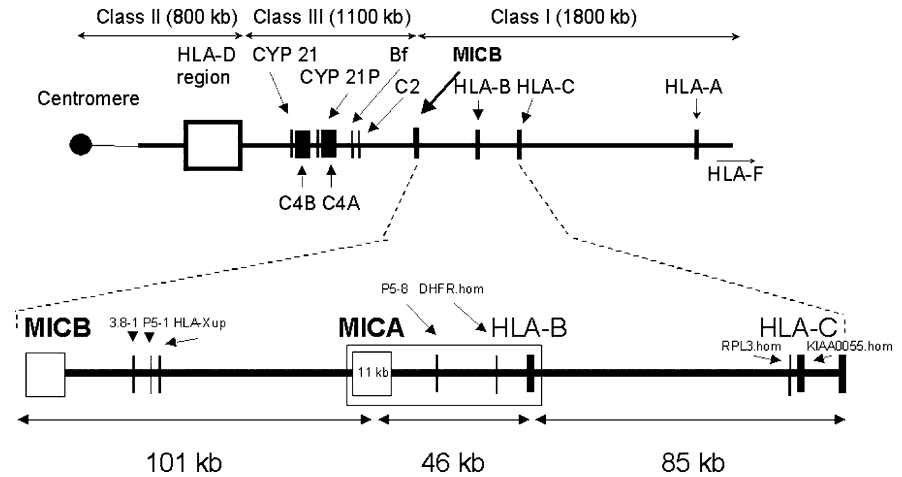 Class II (800 kb) Class III (1100 kb) Class I (1800 kb)
HLA-D
region
CYP 21
CYP 21P
Bf
C2
MICB
HLA-B HLA-C
HLA-A
Centromere
HLA-F
C4B C4A
P5-8 DHFR.hom
MICB
3.8-1 P5-1 HLA-Xup
MICA
HLA-B
HLA-C
RPL3.hom KIAA0055.hom
11 kb
101 kb 46 kb 85 kb